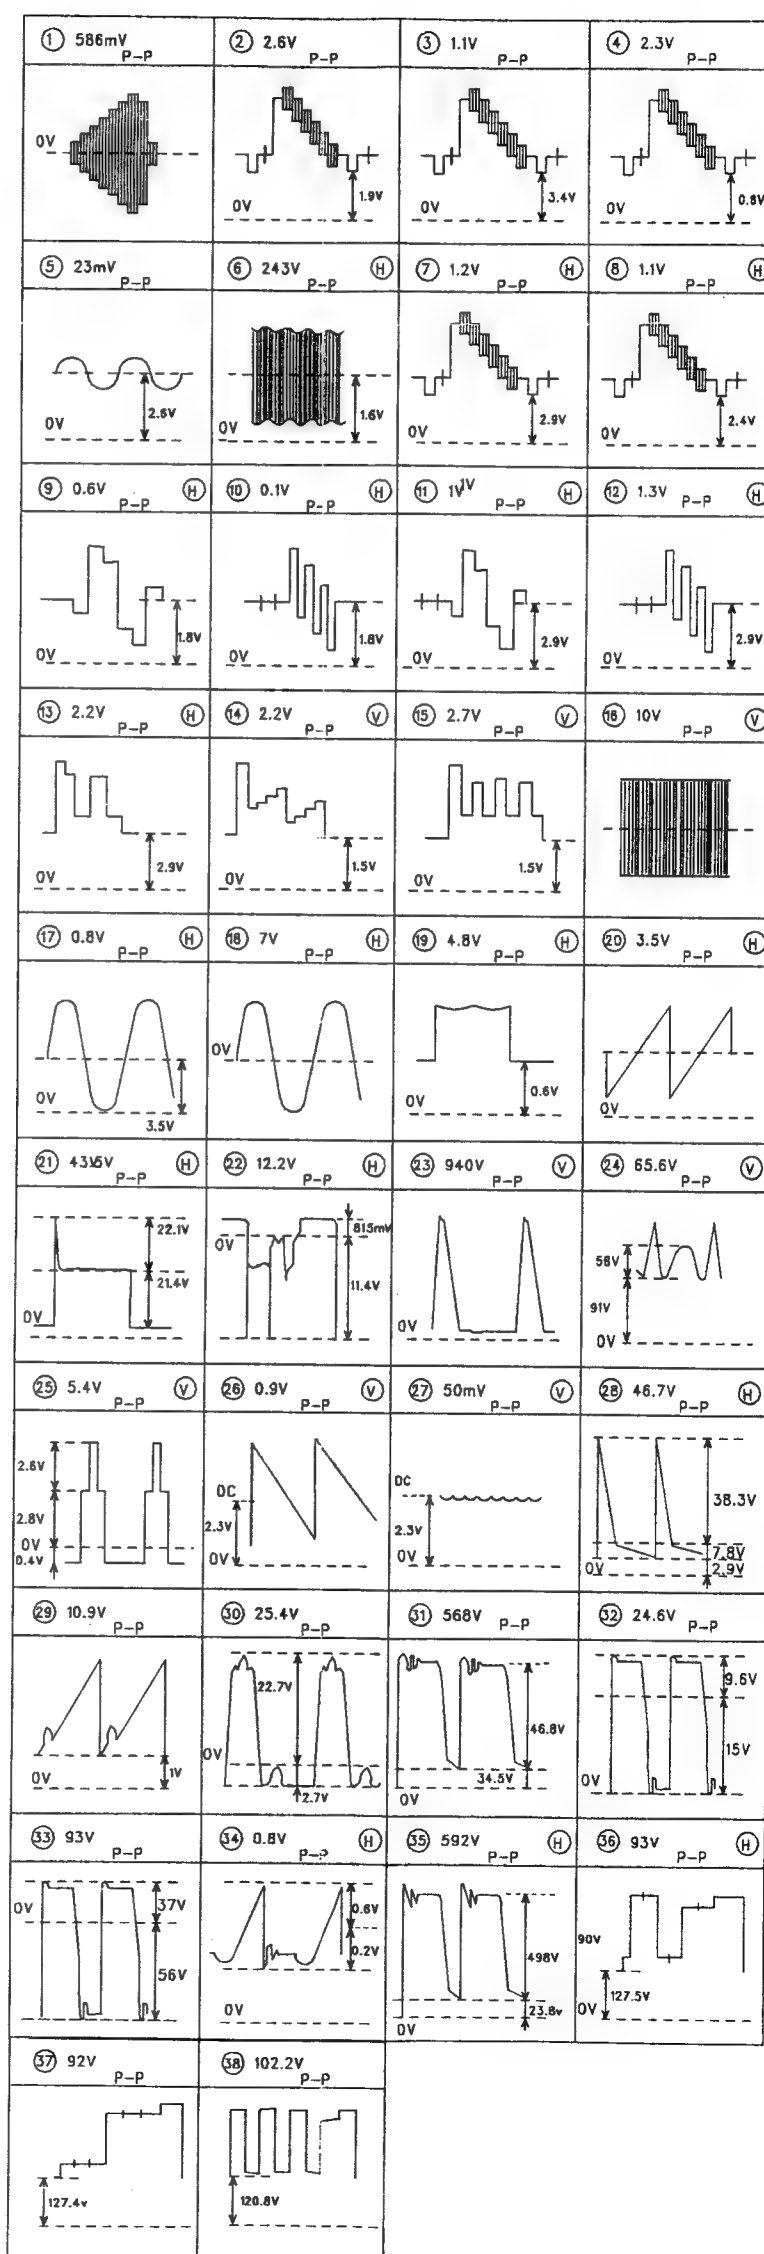 ① 586mV P-P
② 2.6V P-P
③ 1.1V P-P
④ 2.3V P-P
0V
0V 1.9V
0V 3.4V
0V 0.8V
⑤ 23mV P-P
⑥ 243V P-P H
⑦ 1.2V P-P H
⑧ 1.1V P-P H
2.6V 0V
1.6V 0V
2.9V 0V
2.4V 0V
⑨ 0.6V P-P H
⑩ 0.1V P-P H
⑪ 1V 1V P-P H
⑫ 1.3V P-P H
1.8V 0V
1.8V 0V
2.9V 0V
2.9V 0V
⑬ 2.2V P-P H
⑭ 2.2V P-P V
⑮ 2.7V P-P V
⑯ 10V P-P V
2.9V 0V
1.5V 0V
1.5V 0V
⑰ 0.8V P-P H
⑱ 7V P-P H
⑲ 4.8V P-P H
⑳ 3.5V P-P H
0V 3.5V
0V
0.6V 0V
0V
㉑ P-P H
㉒ 12.2V P-P H
㉓ 940V P-P V
㉔ 65.6V P-P V
22.1V 21.4V 0V
815mV 0V 11.4V
0V
56V 91V 0V
㉕ 5.4V P-P V
㉖ 0.9V P-P V
㉗ 50mV P-P V
㉘ 46.7V P-P H
2.6V 2.8V 0V 0.4V
DC 2.3V 0V
DC 2.3V 0V
38.3V 7.8V 2.9V 0V
㉙ 10.9V P-P
㉚ 25.4V P-P
㉛ 568V P-P
㉜ 24.6V P-P
1V 0V
22.7V 0V 2.7V
46.8V 34.5V 0V
9.6V 15V 0V
㉝ 93V P-P
㉞ 0.8V P-P H
㉟ 592V P-P H
㊱ 93V P-P H
37V 0V 56V
0.6V 0.2V 0V
498V 23.8v 0V
90V 127.5V 0V
㊲ 92V P-P
㊳ 102.2V P-P
127.4v
120.8V